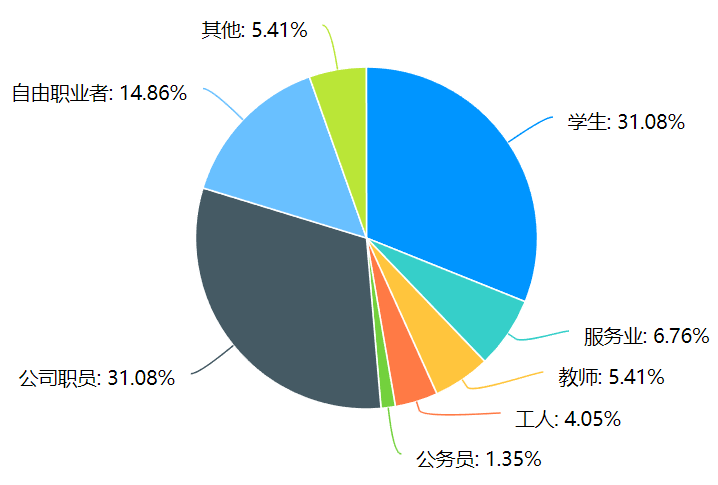 其他: 5.41%
自由职业者: 14.86%
学生: 31.08%
服务业: 6.76%
公司职员: 31.08%
教师: 5.41%
工人: 4.05%
公务员: 1.35%